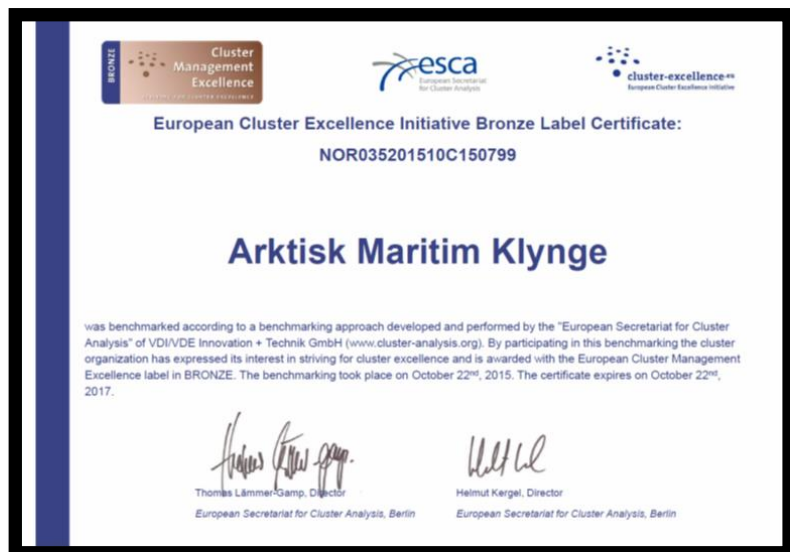 BRONZE
Cluster
Management
Excellence
STRIVING FOR CLUSTER EXCELLENCE
esca
European Secretariat
for Cluster Analysis
cluster-excellence.eu
European Cluster Excellence Initiative
European Cluster Excellence Initiative Bronze Label Certificate:
NOR035201510C150799
Arktisk Maritim Klynge
was benchmarked according to a benchmarking approach developed and performed by the "European Secretariat for Cluster
Analysis" of VDI/VDE Innovation + Technik GmbH (www.cluster-analysis.org). By participating in this benchmarking the cluster
organization has expressed its interest in striving for cluster excellence and is awarded with the European Cluster Management
Excellence label in BRONZE. The benchmarking took place on October 22nd, 2015. The certificate expires on October 22nd,
2017.
Thomas Lämmer-Gamp, Director
European Secretariat for Cluster Analysis, Berlin
Helmut Kergel, Director
European Secretariat for Cluster Analysis, Berlin